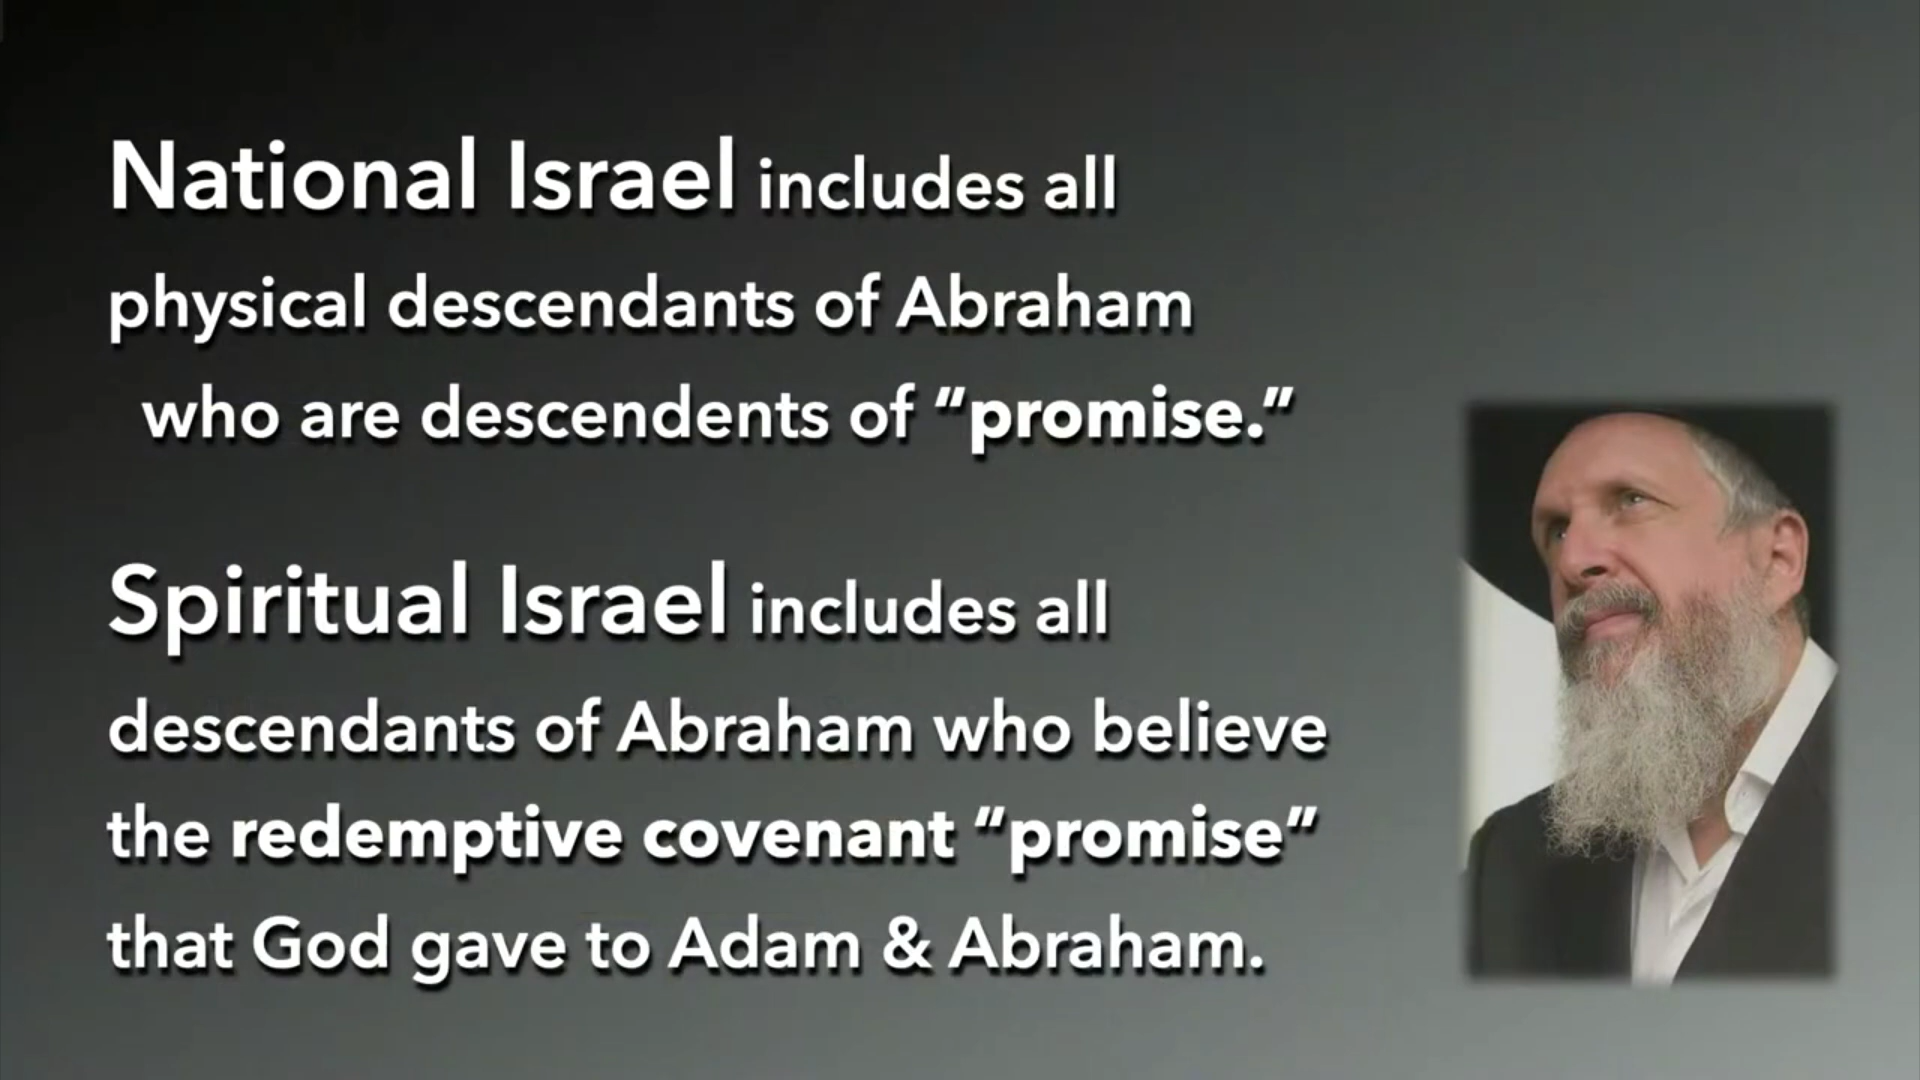 National Israel includes all
physical descendants of Abraham
who are descendents of "promise."
Spiritual Israel includes all
descendants of Abraham who believe
the redemptive covenant "promise"
that God gave to Adam & Abraham.